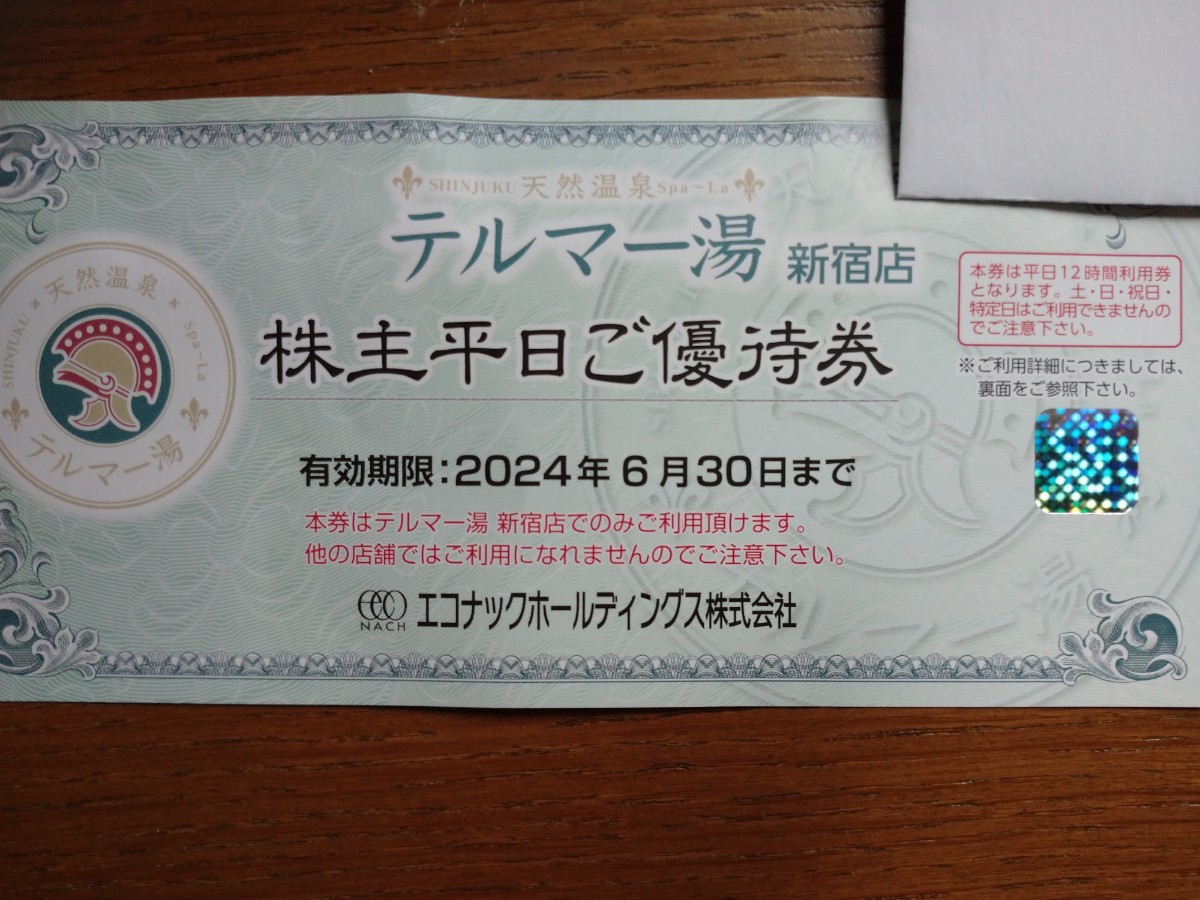 SHINJUKU 天然温泉 Spa~La
テルマー湯 新宿店
株主平日ご優待券
有効期限:2024年6月30日まで
本券はテルマー湯 新宿店でのみご利用頂けます。
他の店舗ではご利用になれませんのでご注意下さい。
NACH エコナックホールディングス株式会社
本券は平日12時間利用券
となります。土・日・祝日・
特定日はご利用できませんの
でご注意下さい。
※ご利用詳細につきましては、
裏面をご参照下さい。
SHINJUKU 天然温泉 Spa~La
テルマー湯